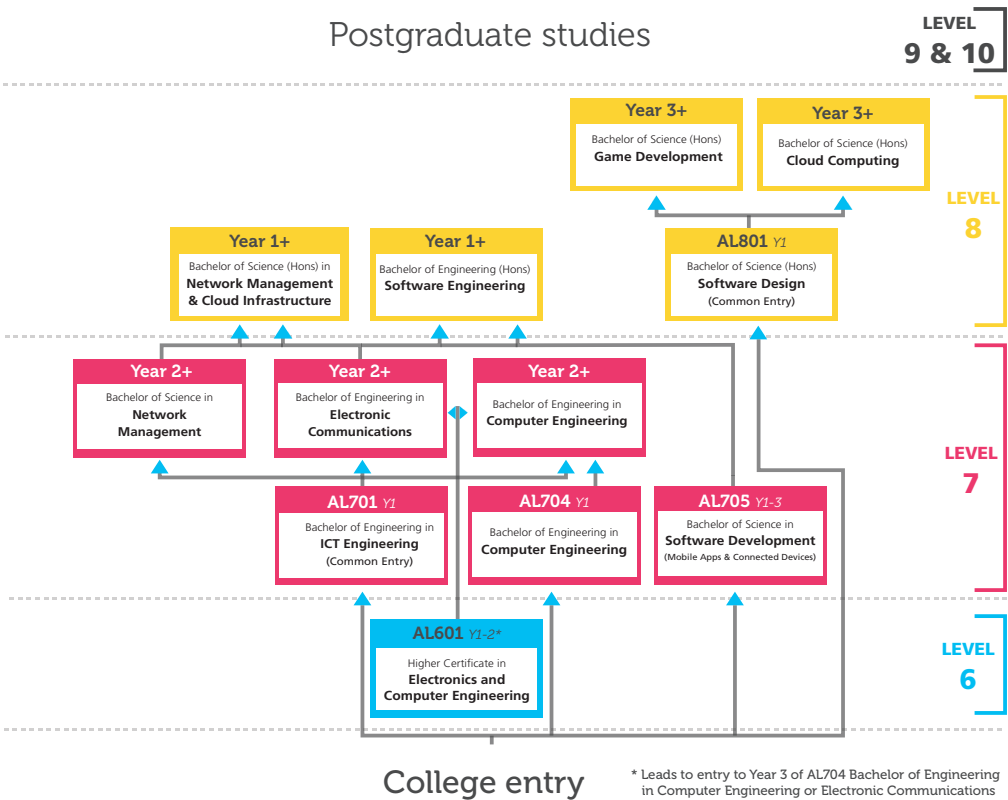 Postgraduate studies
LEVEL
9 & 10
Year 3+
Bachelor of Science (Hons)
Game Development
Year 3+
Bachelor of Science (Hons)
Cloud Computing
LEVEL
8
Year 1+
Bachelor of Science (Hons) in
Network Management
& Cloud Infrastructure
Year 1+
Bachelor of Engineering (Hons)
Software Engineering
AL801 Y1
Bachelor of Science (Hons)
Software Design
(Common Entry)
Year 2+
Bachelor of Science in
Network
Management
Year 2+
Bachelor of Engineering in
Electronic
Communications
Year 2+
Bachelor of Engineering in
Computer Engineering
LEVEL
7
AL701 Y1
Bachelor of Engineering in
ICT Engineering
(Common Entry)
AL704 Y1
Bachelor of Engineering in
Computer Engineering
AL705 Y1-3
Bachelor of Science in
Software Development
(Mobile Apps & Connected Devices)
AL601 Y1-2*
Higher Certificate in
Electronics and
Computer Engineering
LEVEL
6
College entry
* Leads to entry to Year 3 of AL704 Bachelor of Engineering
in Computer Engineering or Electronic Communications